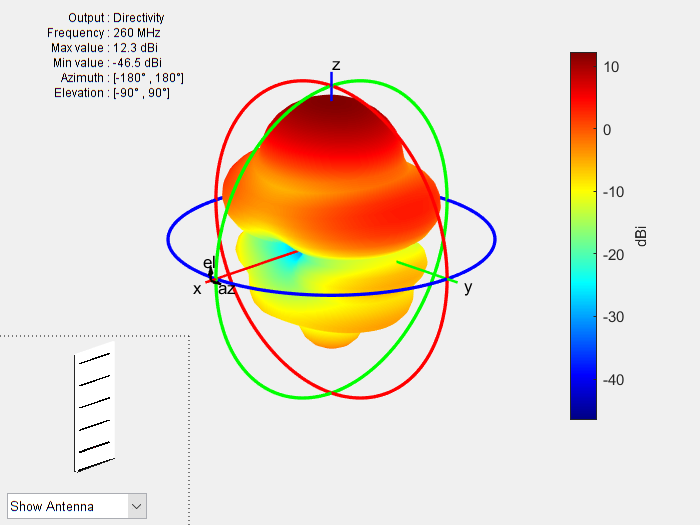 Output : Directivity
Frequency : 260 MHz
Max value : 12.3 dBi
Min value : -46.5 dBi
Azimuth : [-180° , 180°]
Elevation : [-90° , 90°]
z
10
0
-10
-20
-30
-40
dBi
el
x
az
y
Show Antenna